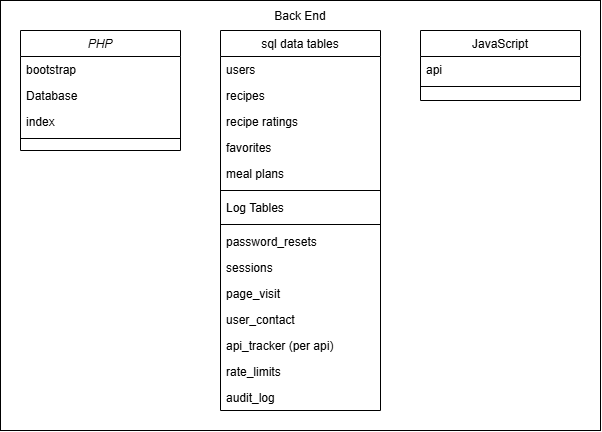 Back End
PHP
bootstrap
Database
index
sql data tables
users
recipes
recipe ratings
favorites
meal plans
Log Tables
password_resets
sessions
page_visit
user_contact
api_tracker (per api)
rate_limits
audit_log
JavaScript
api